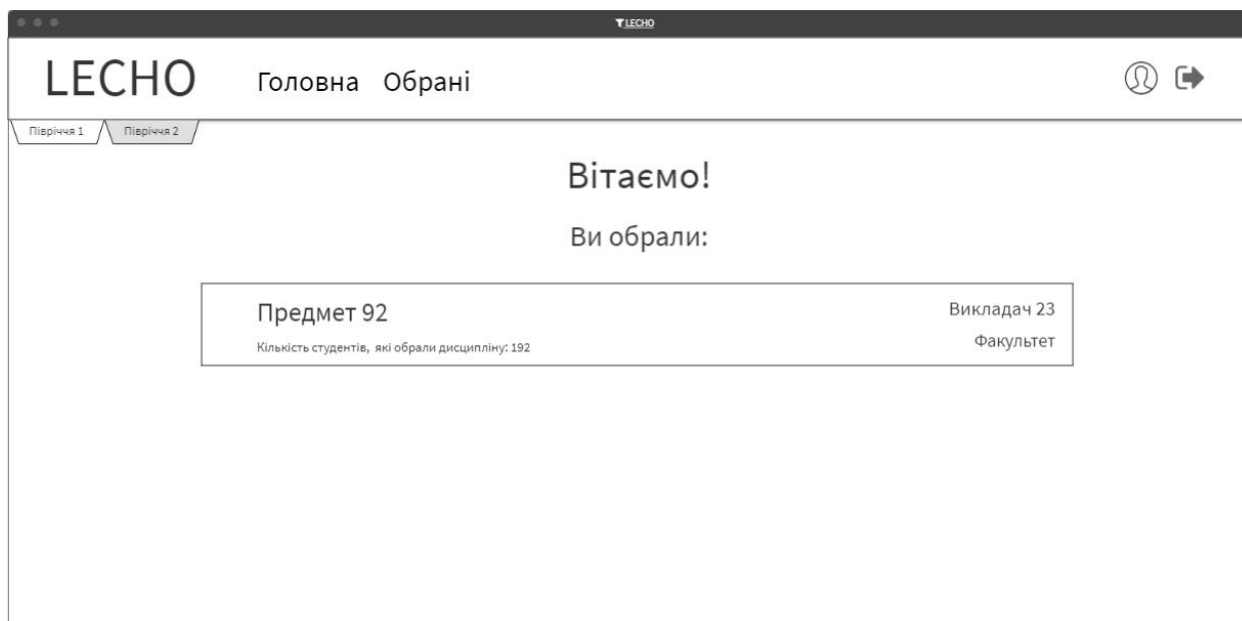 LECHO
LECHO Головна Обрані
Півріччя 1 Півріччя 2
Вітаємо!
Ви обрали:
Предмет 92 Викладач 23
Кількість студентів, які обрали дисципліну: 192 Факультет